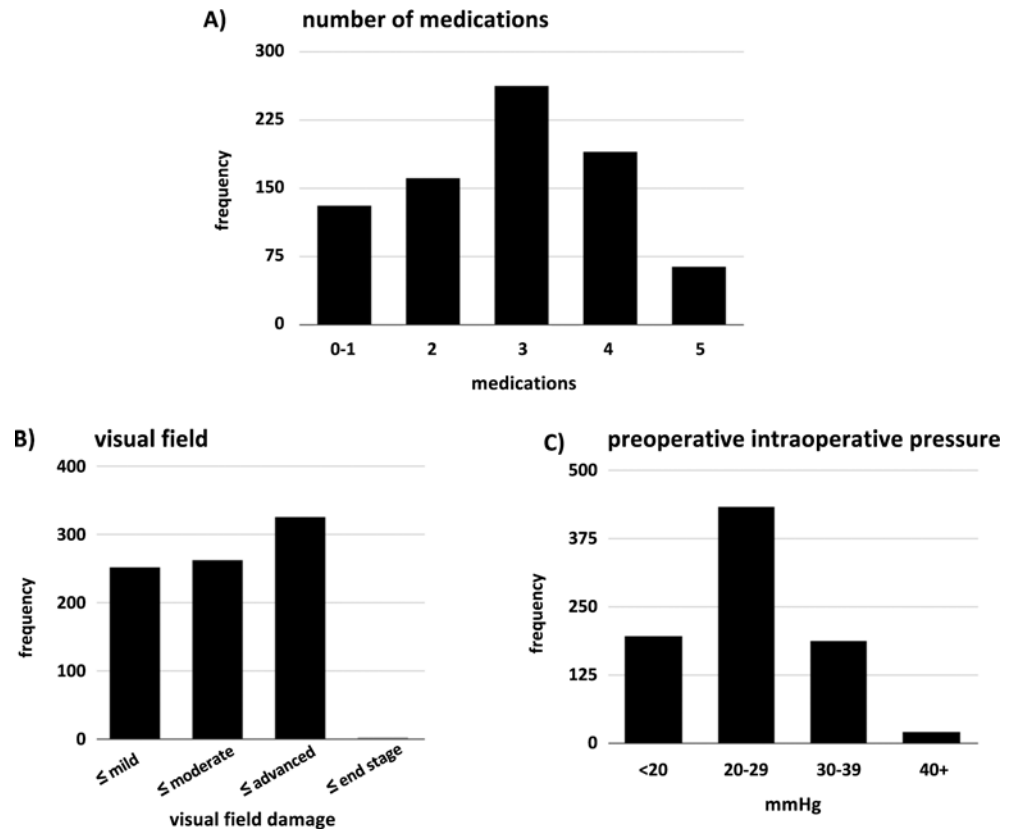 A) number of medications
300
225
150
75
0
frequency
0-1 2 3 4 5
medications
B) visual field
400
300
200
100
0
frequency
≤ mild ≤ moderate ≤ advanced ≤ end stage
visual field damage
C) preoperative intraoperative pressure
500
375
250
125
0
frequency
<20 20-29 30-39 40+
mmHg